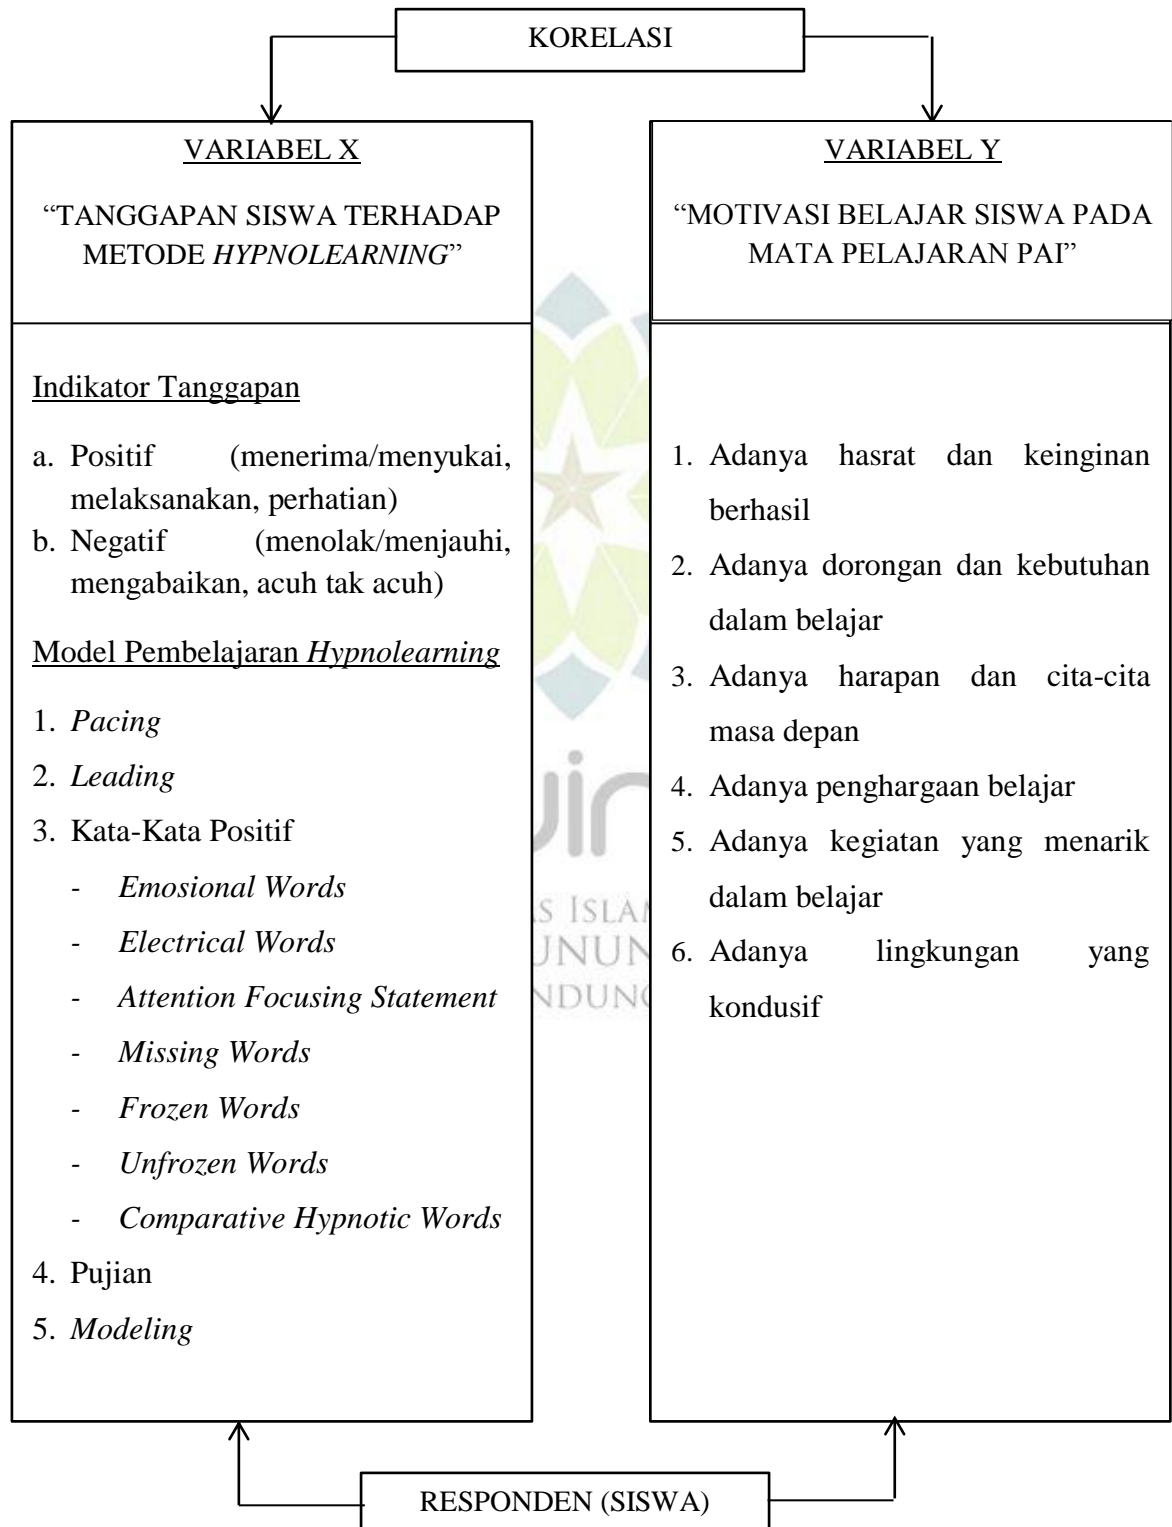 KORELASI
VARIABEL X
“TANGGAPAN SISWA TERHADAP
METODE HYPNOLEARNING”
Indikator Tanggapan
a. Positif (menerima/menyukai,
melaksanakan, perhatian)
b. Negatif (menolak/menjauhi,
mengabaikan, acuh tak acuh)
Model Pembelajaran Hypnolearning
1. Pacing
2. Leading
3. Kata-Kata Positif
- Emosional Words
- Electrical Words
- Attention Focusing Statement
- Missing Words
- Frozen Words
- Unfrozen Words
- Comparative Hypnotic Words
4. Pujian
5. Modeling
VARIABEL Y
“MOTIVASI BELAJAR SISWA PADA
MATA PELAJARAN PAI”
1. Adanya hasrat dan keinginan
berhasil
2. Adanya dorongan dan kebutuhan
dalam belajar
3. Adanya harapan dan cita-cita
masa depan
4. Adanya penghargaan belajar
5. Adanya kegiatan yang menarik
dalam belajar
6. Adanya lingkungan yang
kondusif
RESPONDEN (SISWA)